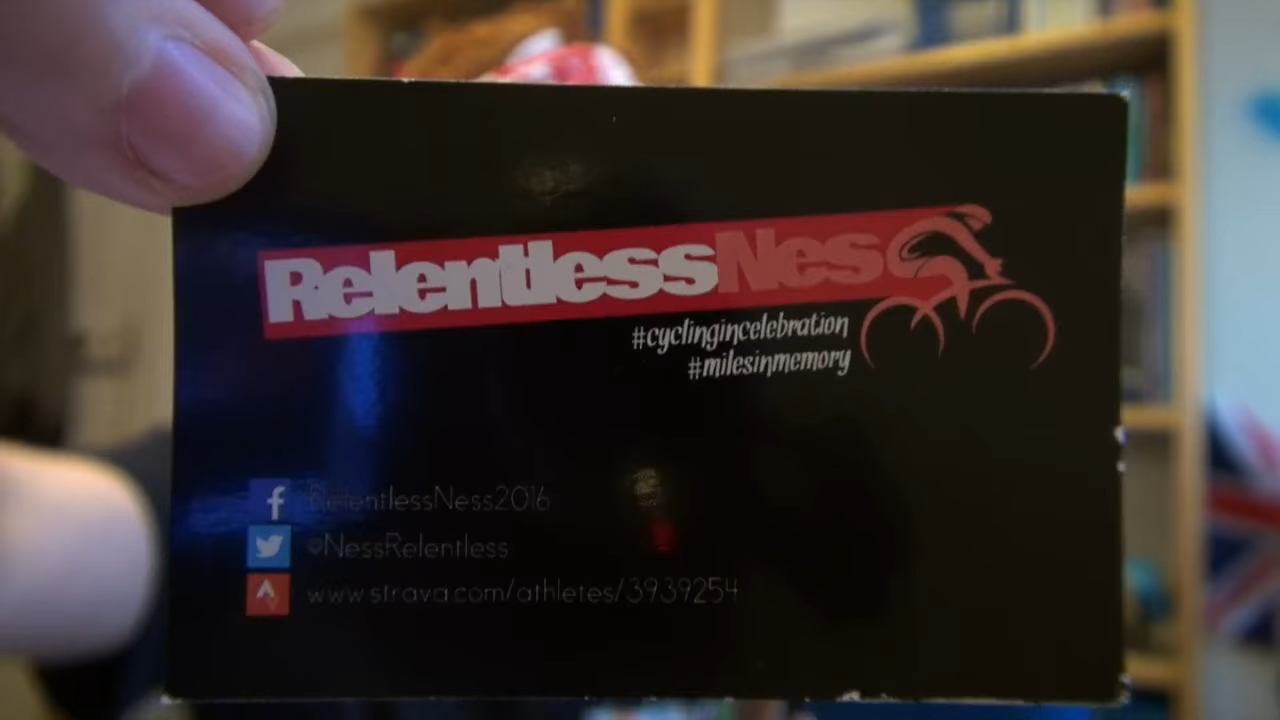 RelentlessNess
#cyclingincelebration
#milesinmemory
RelentlessNess2016
@NessRelentless
www.strava.com/athletes/3939254